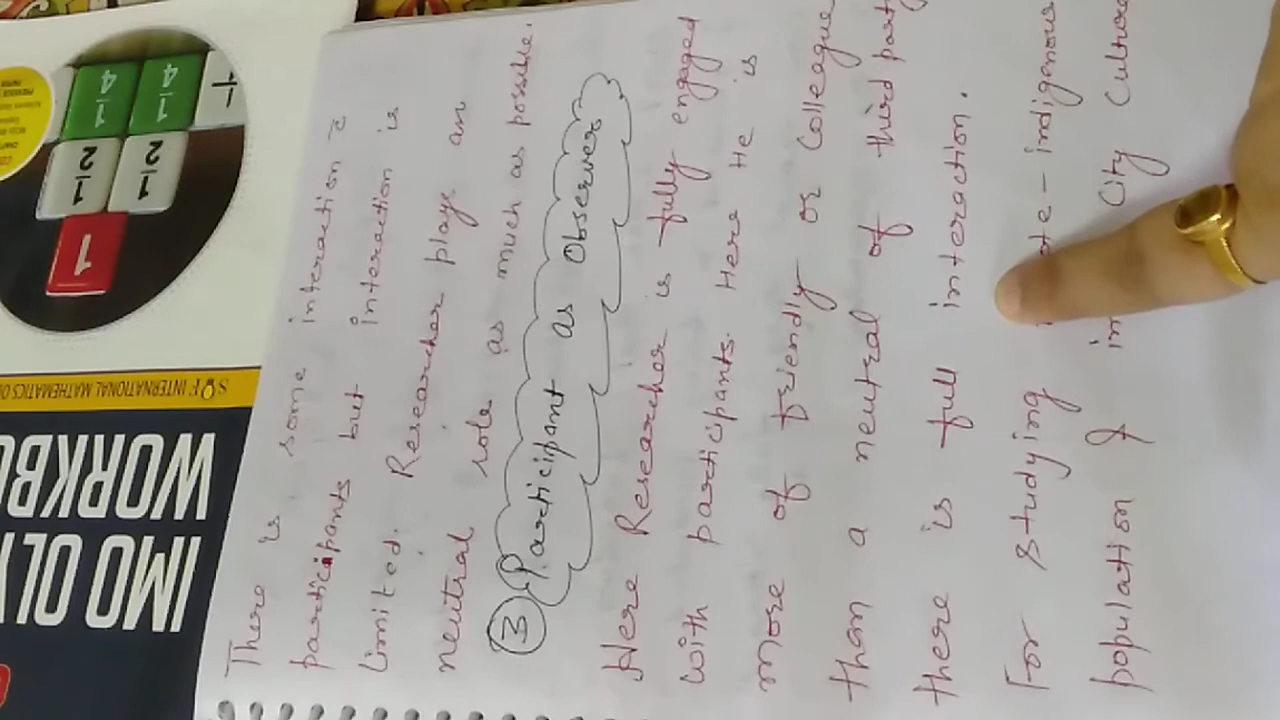 There is some interaction c̄
participants but interaction is
limited. Researcher plays an
neutral role as much as possible.
③ Participant as Observer
Here Researcher is fully engaged
with participants. Here He is
more of friendly or Colleague
than a neutral of third party
there is full interaction.
For studying indigenous
population & in City Cultural
IMO OLY
WORKBO
INTERNATIONAL MATHEMATICS
1
1/2 1/2
1/4 1/4